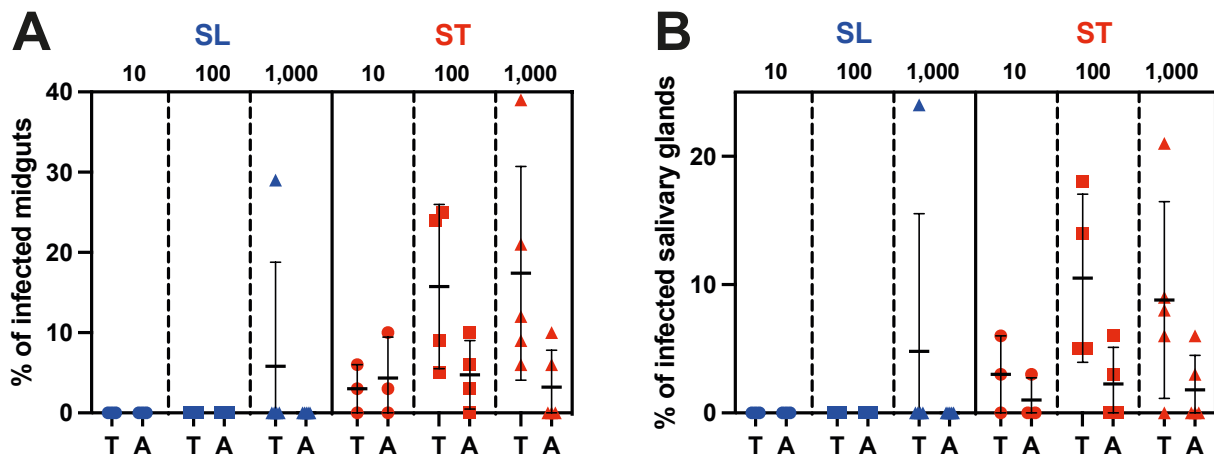 A
SL ST
10 100 1,000 10 100 1,000
% of infected midguts
40
30
20
10
0
T A T A T A T A T A T A
B
SL ST
10 100 1,000 10 100 1,000
% of infected salivary glands
20
10
0
T A T A T A T A T A T A